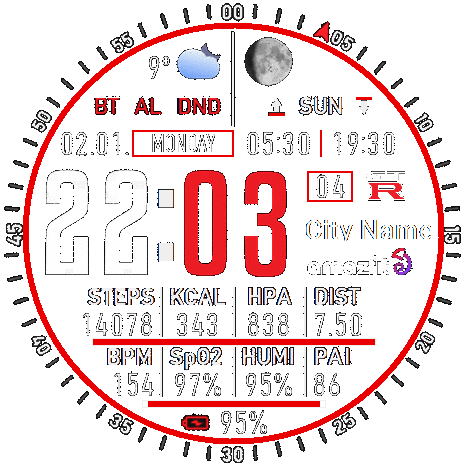 00
55 05
9°
BT AL DND SUN
50 10
02.01. MONDAY 05:30 19:30
22:03 04 R
45 15
City Name
amazfit
STEPS KCAL HPA DIST
14078 343 838 7.50
40 20
BPM SpO2 HUMI PAI
154 97% 95% 86
95%
35 25
30